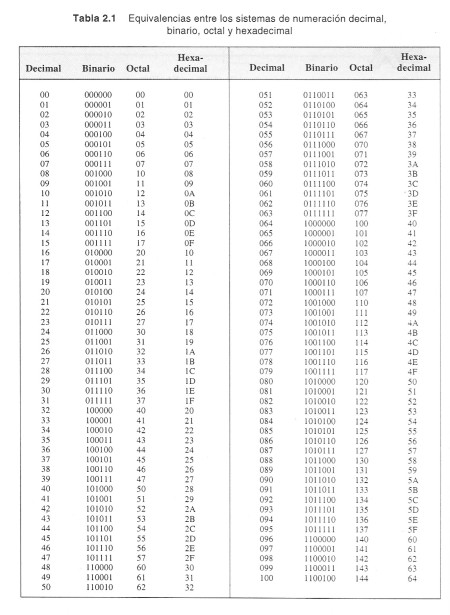 Tabla 2.1 Equivalencias entre los sistemas de numeración decimal,
binario, octal y hexadecimal
Decimal Binario Octal Hexa-decimal Decimal Binario Octal Hexa-decimal
00 000000 00 00 051 0110011 063 33
01 000001 01 01 052 0110100 064 34
02 000010 02 02 053 0110101 065 35
03 000011 03 03 054 0110110 066 36
04 000100 04 04 055 0110111 067 37
05 000101 05 05 056 0111000 070 38
06 000110 06 06 057 0111001 071 39
07 000111 07 07 058 0111010 072 3A
08 001000 10 08 059 0111011 073 3B
09 001001 11 09 060 0111100 074 3C
10 001010 12 0A 061 0111101 075 3D
11 001011 13 0B 062 0111110 076 3E
12 001100 14 0C 063 0111111 077 3F
13 001101 15 0D 064 1000000 100 40
14 001110 16 0E 065 1000001 101 41
15 001111 17 0F 066 1000010 102 42
16 010000 20 10 067 1000011 103 43
17 010001 21 11 068 1000100 104 44
18 010010 22 12 069 1000101 105 45
19 010011 23 13 070 1000110 106 46
20 010100 24 14 071 1000111 107 47
21 010101 25 15 072 1001000 110 48
22 010110 26 16 073 1001001 111 49
23 010111 27 17 074 1001010 112 4A
24 011000 30 18 075 1001011 113 4B
25 011001 31 19 076 1001100 114 4C
26 011010 32 1A 077 1001101 115 4D
27 011011 33 1B 078 1001110 116 4E
28 011100 34 1C 079 1001111 117 4F
29 011101 35 1D 080 1010000 120 50
30 011110 36 1E 081 1010001 121 51
31 011111 37 1F 082 1010010 122 52
32 100000 40 20 083 1010011 123 53
33 100001 41 21 084 1010100 124 54
34 100010 42 22 085 1010101 125 55
35 100011 43 23 086 1010110 126 56
36 100100 44 24 087 1010111 127 57
37 100101 45 25 088 1011000 130 58
38 100110 46 26 089 1011001 131 59
39 100111 47 27 090 1011010 132 5A
40 101000 50 28 091 1011011 133 5B
41 101001 51 29 092 1011100 134 5C
42 101010 52 2A 093 1011101 135 5D
43 101011 53 2B 094 1011110 136 5E
44 101100 54 2C 095 1011111 137 5F
45 101101 55 2D 096 1100000 140 60
46 101110 56 2E 097 1100001 141 61
47 101111 57 2F 098 1100010 142 62
48 110000 60 30 099 1100011 143 63
49 110001 61 31 100 1100100 144 64
50 110010 62 32